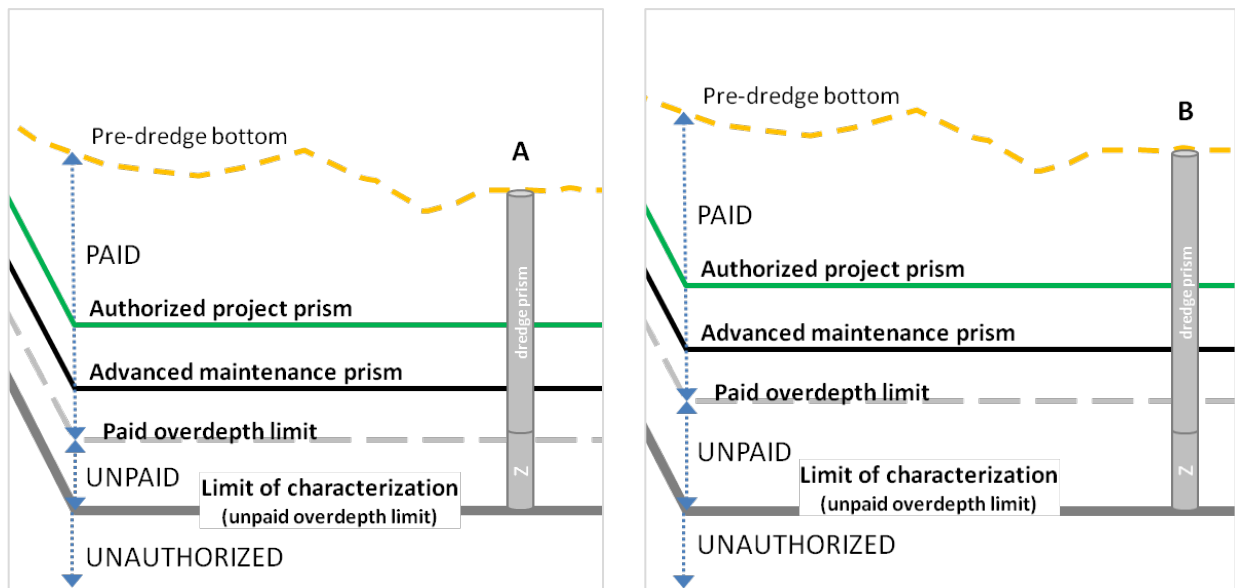 Pre-dredge bottom
A
PAID
dredge prism
Authorized project prism
Advanced maintenance prism
Paid overdepth limit
Z
UNPAID
Limit of characterization
(unpaid overdepth limit)
UNAUTHORIZED
Pre-dredge bottom
B
PAID
dredge prism
Authorized project prism
Advanced maintenance prism
Paid overdepth limit
UNPAID
Z
Limit of characterization
(unpaid overdepth limit)
UNAUTHORIZED